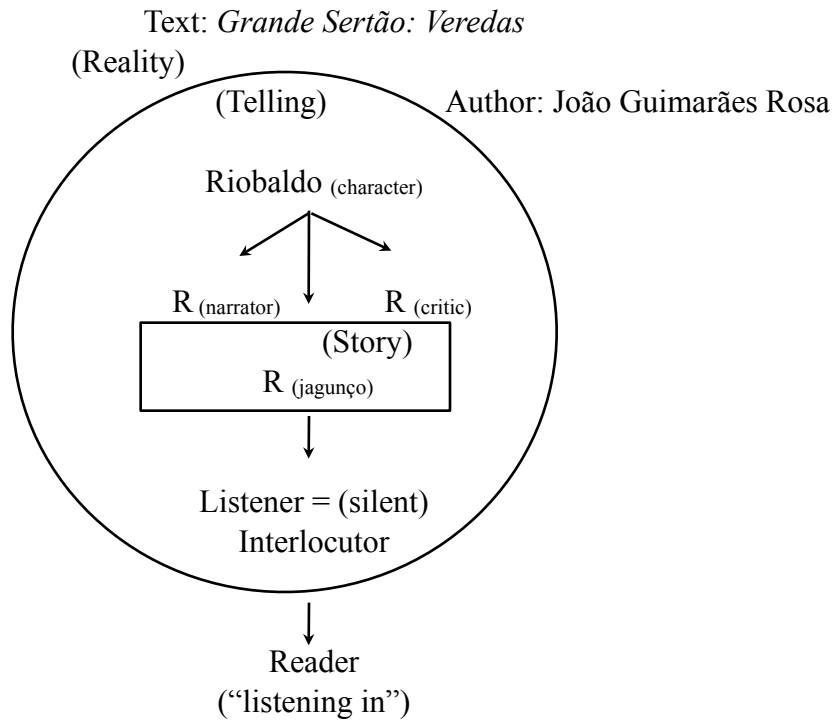 Text: Grande Sertão: Veredas
(Reality)
(Telling)
Author: João Guimarães Rosa
Riobaldo (character)
R (narrator)
R (critic)
(Story)
R (jagunço)
Listener = (silent)
Interlocutor
Reader
(“listening in”)